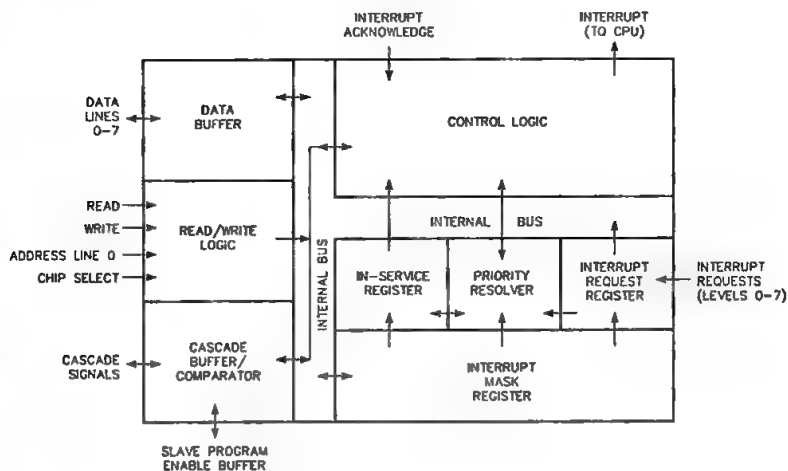 INTERRUPT
ACKNOWLEDGE
INTERRUPT
(TO CPU)
DATA
LINES
0-7
DATA
BUFFER
CONTROL LOGIC
READ
WRITE
ADDRESS LINE 0
CHIP SELECT
READ/WRITE
LOGIC
INTERNAL BUS
INTERNAL BUS
IN-SERVICE
REGISTER
PRIORITY
RESOLVER
INTERRUPT
REQUEST
REGISTER
INTERRUPT
REQUESTS
(LEVELS 0-7)
CASCADE
SIGNALS
CASCADE
BUFFER/
COMPARATOR
INTERRUPT
MASK
REGISTER
SLAVE PROGRAM
ENABLE BUFFER